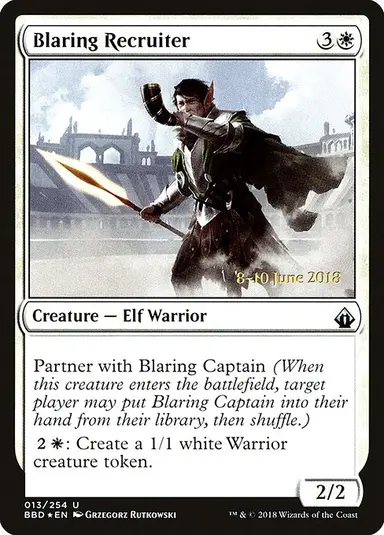 Blaring Recruiter 3
8–10 June 2018
Creature — Elf Warrior
Partner with Blaring Captain (When
this creature enters the battlefield, target
player may put Blaring Captain into their
hand from their library, then shuffle.)
2 : Create a 1/1 white Warrior
creature token.
2/2
013/254 U
BBD★EN Grzegorz Rutkowski
™ & © 2018 Wizards of the Coast